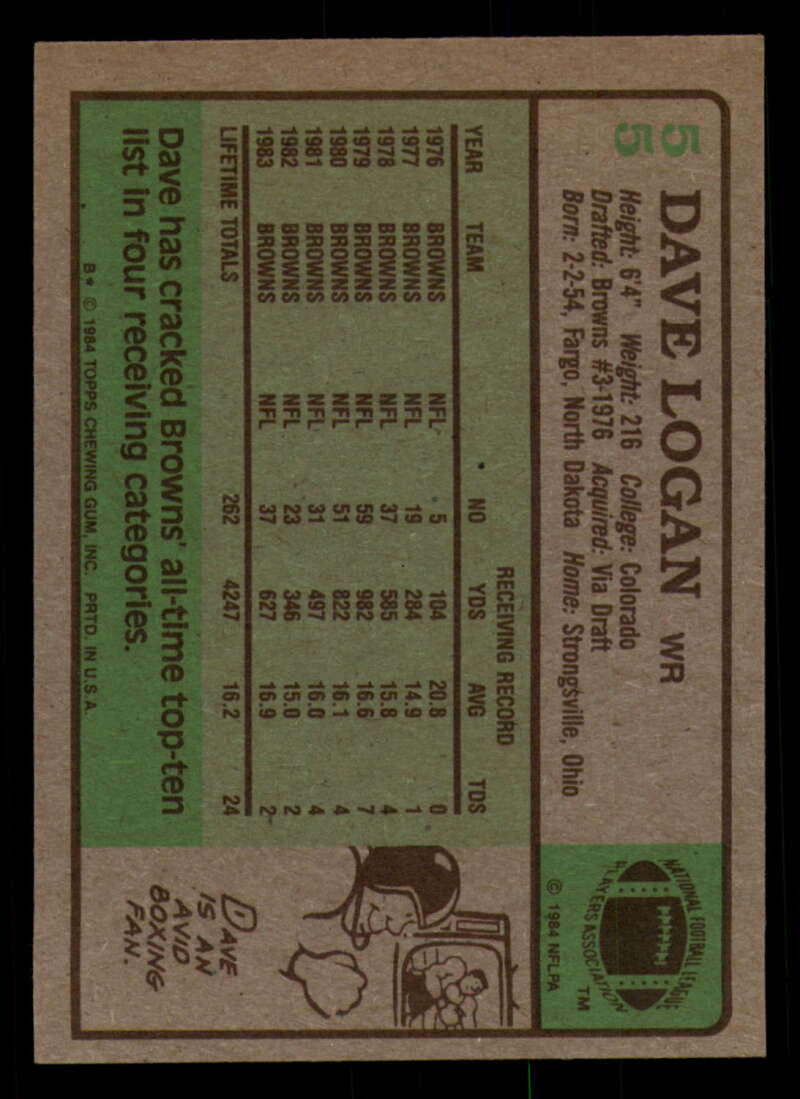 55
DAVE LOGAN WR
Height: 6'4" Weight: 216 College: Colorado
Drafted: Browns #3-1976 Acquired: Via Draft
Born: 2-2-54, Fargo, North Dakota Home: Strongsville, Ohio
NATIONAL FOOTBALL LEAGUE
PLAYERS ASSOCIATION
TM
© 1984 NFLPA
RECEIVING RECORD
YEAR TEAM NO YDS AVG TDS
1976 BROWNS NFL 5 104 20.8 0
1977 BROWNS NFL 19 284 14.9 1
1978 BROWNS NFL 37 585 15.8 4
1979 BROWNS NFL 59 982 16.6 7
1980 BROWNS NFL 51 822 16.1 4
1981 BROWNS NFL 31 497 16.0 4
1982 BROWNS NFL 23 346 15.0 2
1983 BROWNS NFL 37 627 16.9 2
LIFETIME TOTALS 262 4247 16.2 24
Dave has cracked Browns' all-time top-ten
list in four receiving categories.
B* © 1984 TOPPS CHEWING GUM, INC. PRTD. IN U.S.A.
DAVE
IS AN
AVID
BOXING
FAN.